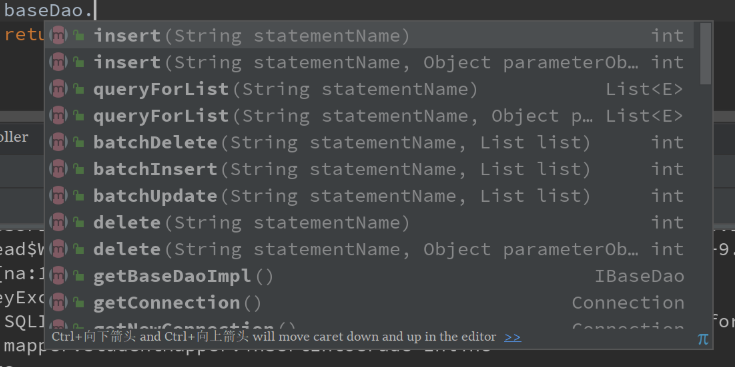 baseDao.
retu
insert(String statementName) int
insert(String statementName, Object parameterOb… int
queryForList(String statementName) List<E>
queryForList(String statementName, Object p… List<E>
batchDelete(String statementName, List list) int
batchInsert(String statementName, List list) int
batchUpdate(String statementName, List list) int
delete(String statementName) int
delete(String statementName, Object parameterOb… int
getBaseDaoImpl() IBaseDao
getConnection() Connection
getNewConnection() Connection
Ctrl+向下箭头 and Ctrl+向上箭头 will move caret down and up in the editor >>
π
oller
ead$W
-9.
[na:1
eyExc
SQLI
for